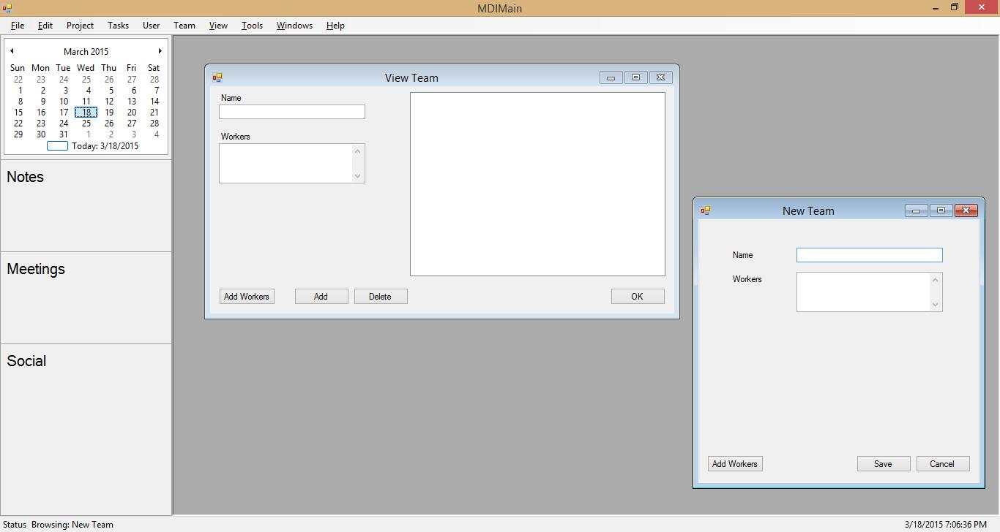 MDIMain
File Edit Project Tasks User Team View Tools Windows Help
March 2015
Sun Mon Tue Wed Thu Fri Sat
22 23 24 25 26 27 28
1 2 3 4 5 6 7
8 9 10 11 12 13 14
15 16 17 18 19 20 21
22 23 24 25 26 27 28
29 30 31 1 2 3 4
Today: 3/18/2015
Notes
Meetings
Social
View Team
Name
Workers
Add Workers Add Delete OK
New Team
Name
Workers
Add Workers Save Cancel
Status Browsing: New Team 3/18/2015 7:06:36 PM